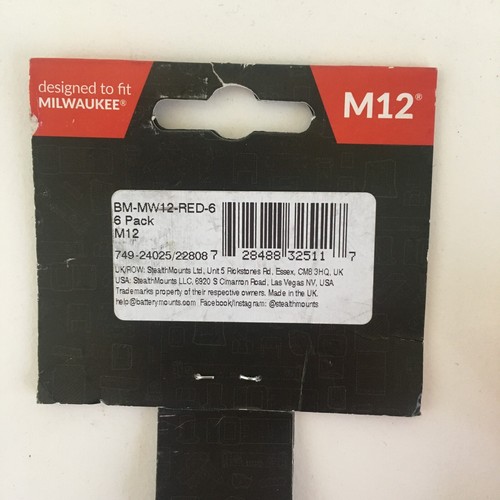 designed to fit
MILWAUKEE®
M12®
BM-MW12-RED-6
6 Pack
M12
749-24025/22808
7 28488 32511 7
UK/ROW: StealthMounts Ltd, Unit 5 Rickstones Rd, Essex, CM8 3HQ, UK
USA: StealthMounts LLC, 6920 S Cimarron Road, Las Vegas NV, USA
Trademarks property of their respective owners. Made in the UK.
help@batterymounts.com Facebook/Instagram: @stealthmounts